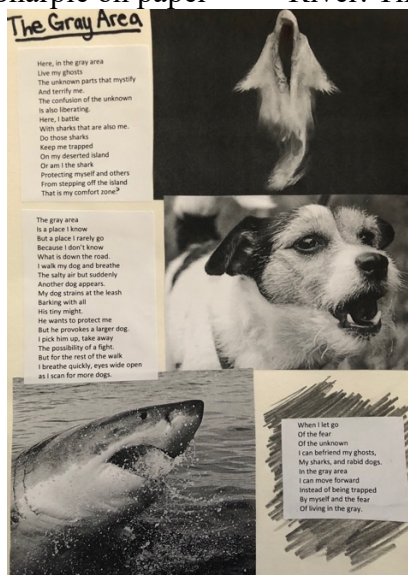 Sharpie on paper River. Th
The Gray Area
Here, in the gray area
Live my ghosts
The unknown parts that mystify
And terrify me.
The confusion of the unknown
Is also liberating.
Here, I battle
With sharks that are also me.
Do those sharks
Keep me trapped
On my deserted island
Or am I the shark
Protecting myself and others
From stepping off the island
That is my comfort zone?
The gray area
Is a place I know
But a place I rarely go
Because I don't know
What is down the road.
I walk my dog and breathe
The salty air but suddenly
Another dog appears.
My dog strains at the leash
Barking with all
His tiny might.
He wants to protect me
But he provokes a larger dog.
I pick him up, take away
The possibility of a fight.
But for the rest of the walk
I breathe quickly, eyes wide open
as I scan for more dogs.
When I let go
Of the fear
Of the unknown
I can befriend my ghosts,
My sharks, and rabid dogs.
In the gray area
I can move forward
Instead of being trapped
By myself and the fear
Of living in the gray.